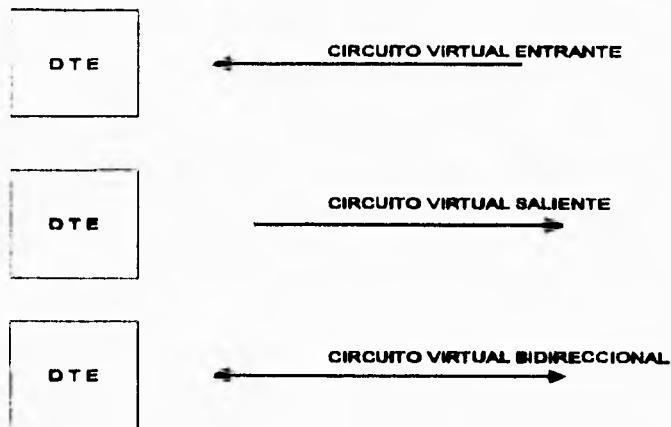 DTE
CIRCUITO VIRTUAL ENTRANTE
DTE
CIRCUITO VIRTUAL SALIENTE
DTE
CIRCUITO VIRTUAL BIDIRECCIONAL